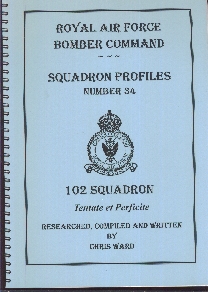 ROYAL AIR FORCE
BOMBER COMMAND
~ ~ ~
SQUADRON PROFILES
NUMBER 34
102 SQUADRON
Tentate et Perficite
RESEARCHED, COMPILED AND WRITTEN
BY
CHRIS WARD